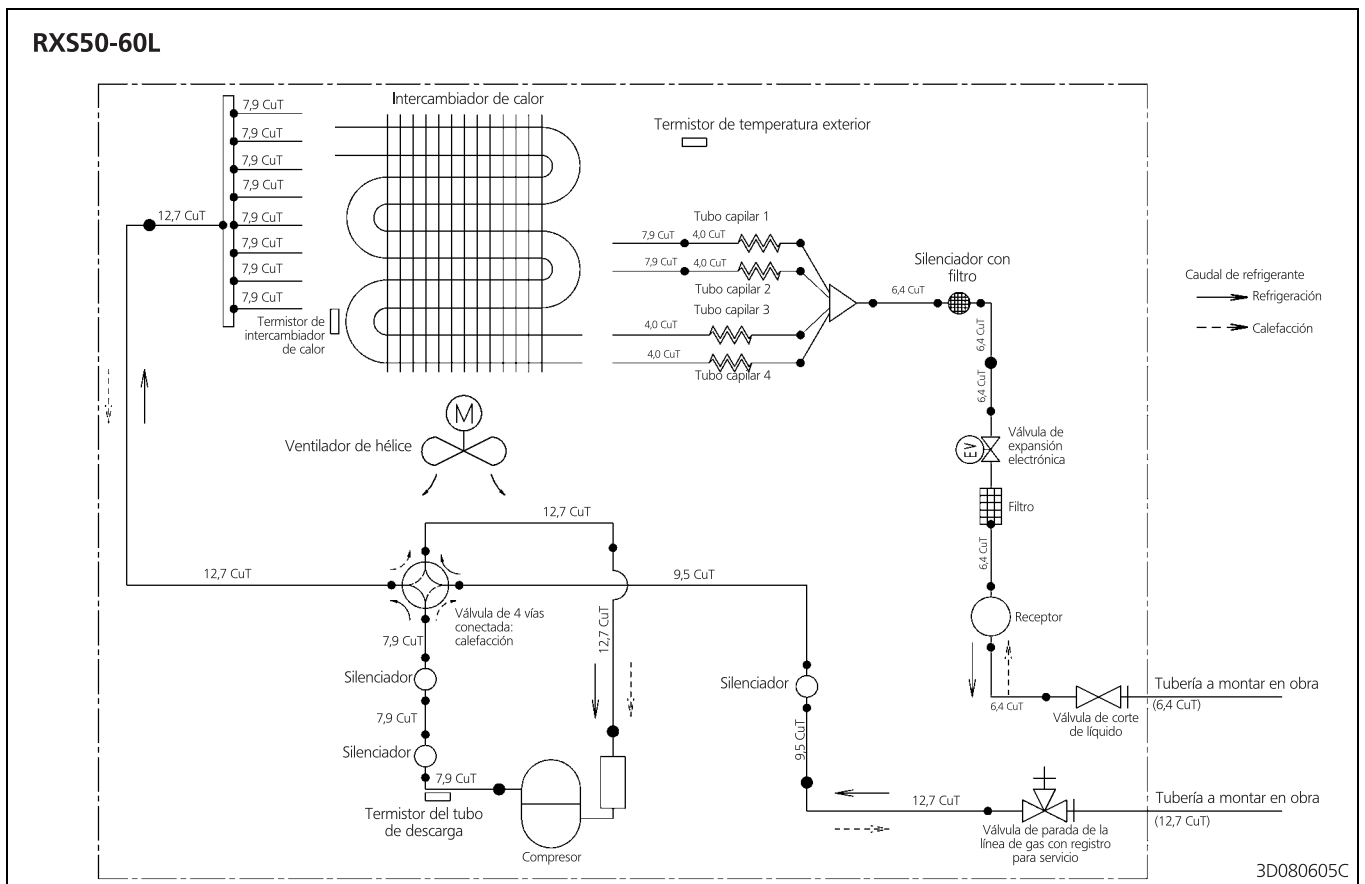 RXS50-60L
7,9 CuT
7,9 CuT
7,9 CuT
7,9 CuT
7,9 CuT
7,9 CuT
7,9 CuT
7,9 CuT
12,7 CuT
Intercambiador de calor
Termistor de
intercambiador
de calor
Termistor de temperatura exterior
Tubo capilar 1
7,9 CuT
4,0 CuT
7,9 CuT
4,0 CuT
Tubo capilar 2
Tubo capilar 3
4,0 CuT
4,0 CuT
Tubo capilar 4
6,4 CuT
Silenciador con
filtro
6,4 CuT
6,4 CuT
Caudal de refrigerante
Refrigeración
Calefacción
M
Ventilador de hélice
EV
Válvula de
expansión
electrónica
Filtro
6,4 CuT
Receptor
6,4 CuT
Válvula de corte
de líquido
Tubería a montar en obra
(6,4 CuT)
12,7 CuT
12,7 CuT
9,5 CuT
12,7 CuT
Válvula de 4 vías
conectada:
calefacción
7,9 CuT
Silenciador
7,9 CuT
Silenciador
7,9 CuT
Termistor del tubo
de descarga
Compresor
Silenciador
9,5 CuT
12,7 CuT
Válvula de parada de la
línea de gas con registro
para servicio
Tubería a montar en obra
(12,7 CuT)
3D080605C